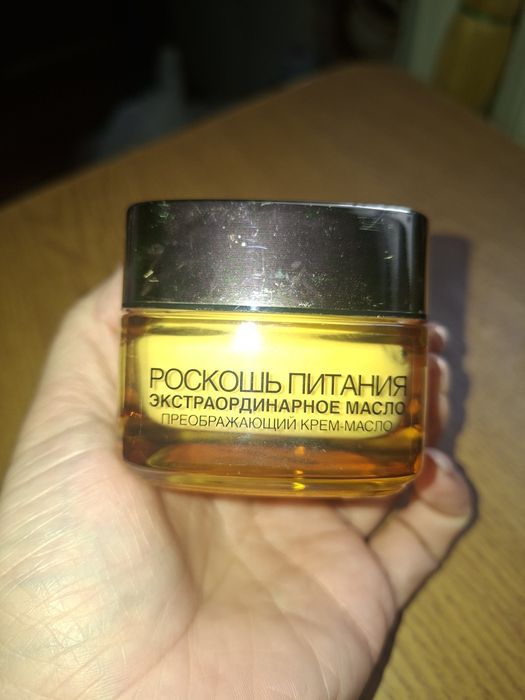 РОСКОШЬ ПИТАНИЯ
ЭКСТРАОРДИНАРНОЕ МАСЛО
ПРЕОБРАЖАЮЩИЙ КРЕМ-МАСЛО